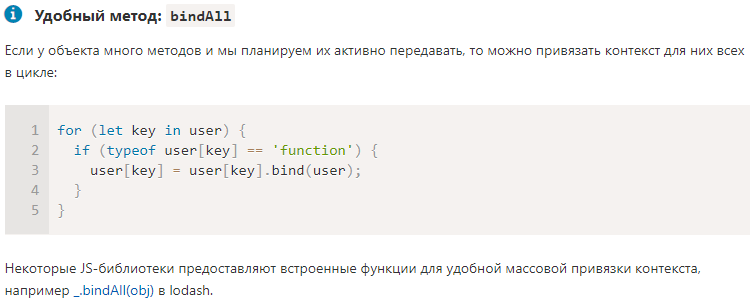 Удобный метод: bindAll
Если у объекта много методов и мы планируем их активно передавать, то можно привязать контекст для них всех
в цикле:
1 for (let key in user) {
2   if (typeof user[key] == 'function') {
3     user[key] = user[key].bind(user);
4   }
5 }
Некоторые JS-библиотеки предоставляют встроенные функции для удобной массовой привязки контекста,
например _.bindAll(obj) в lodash.